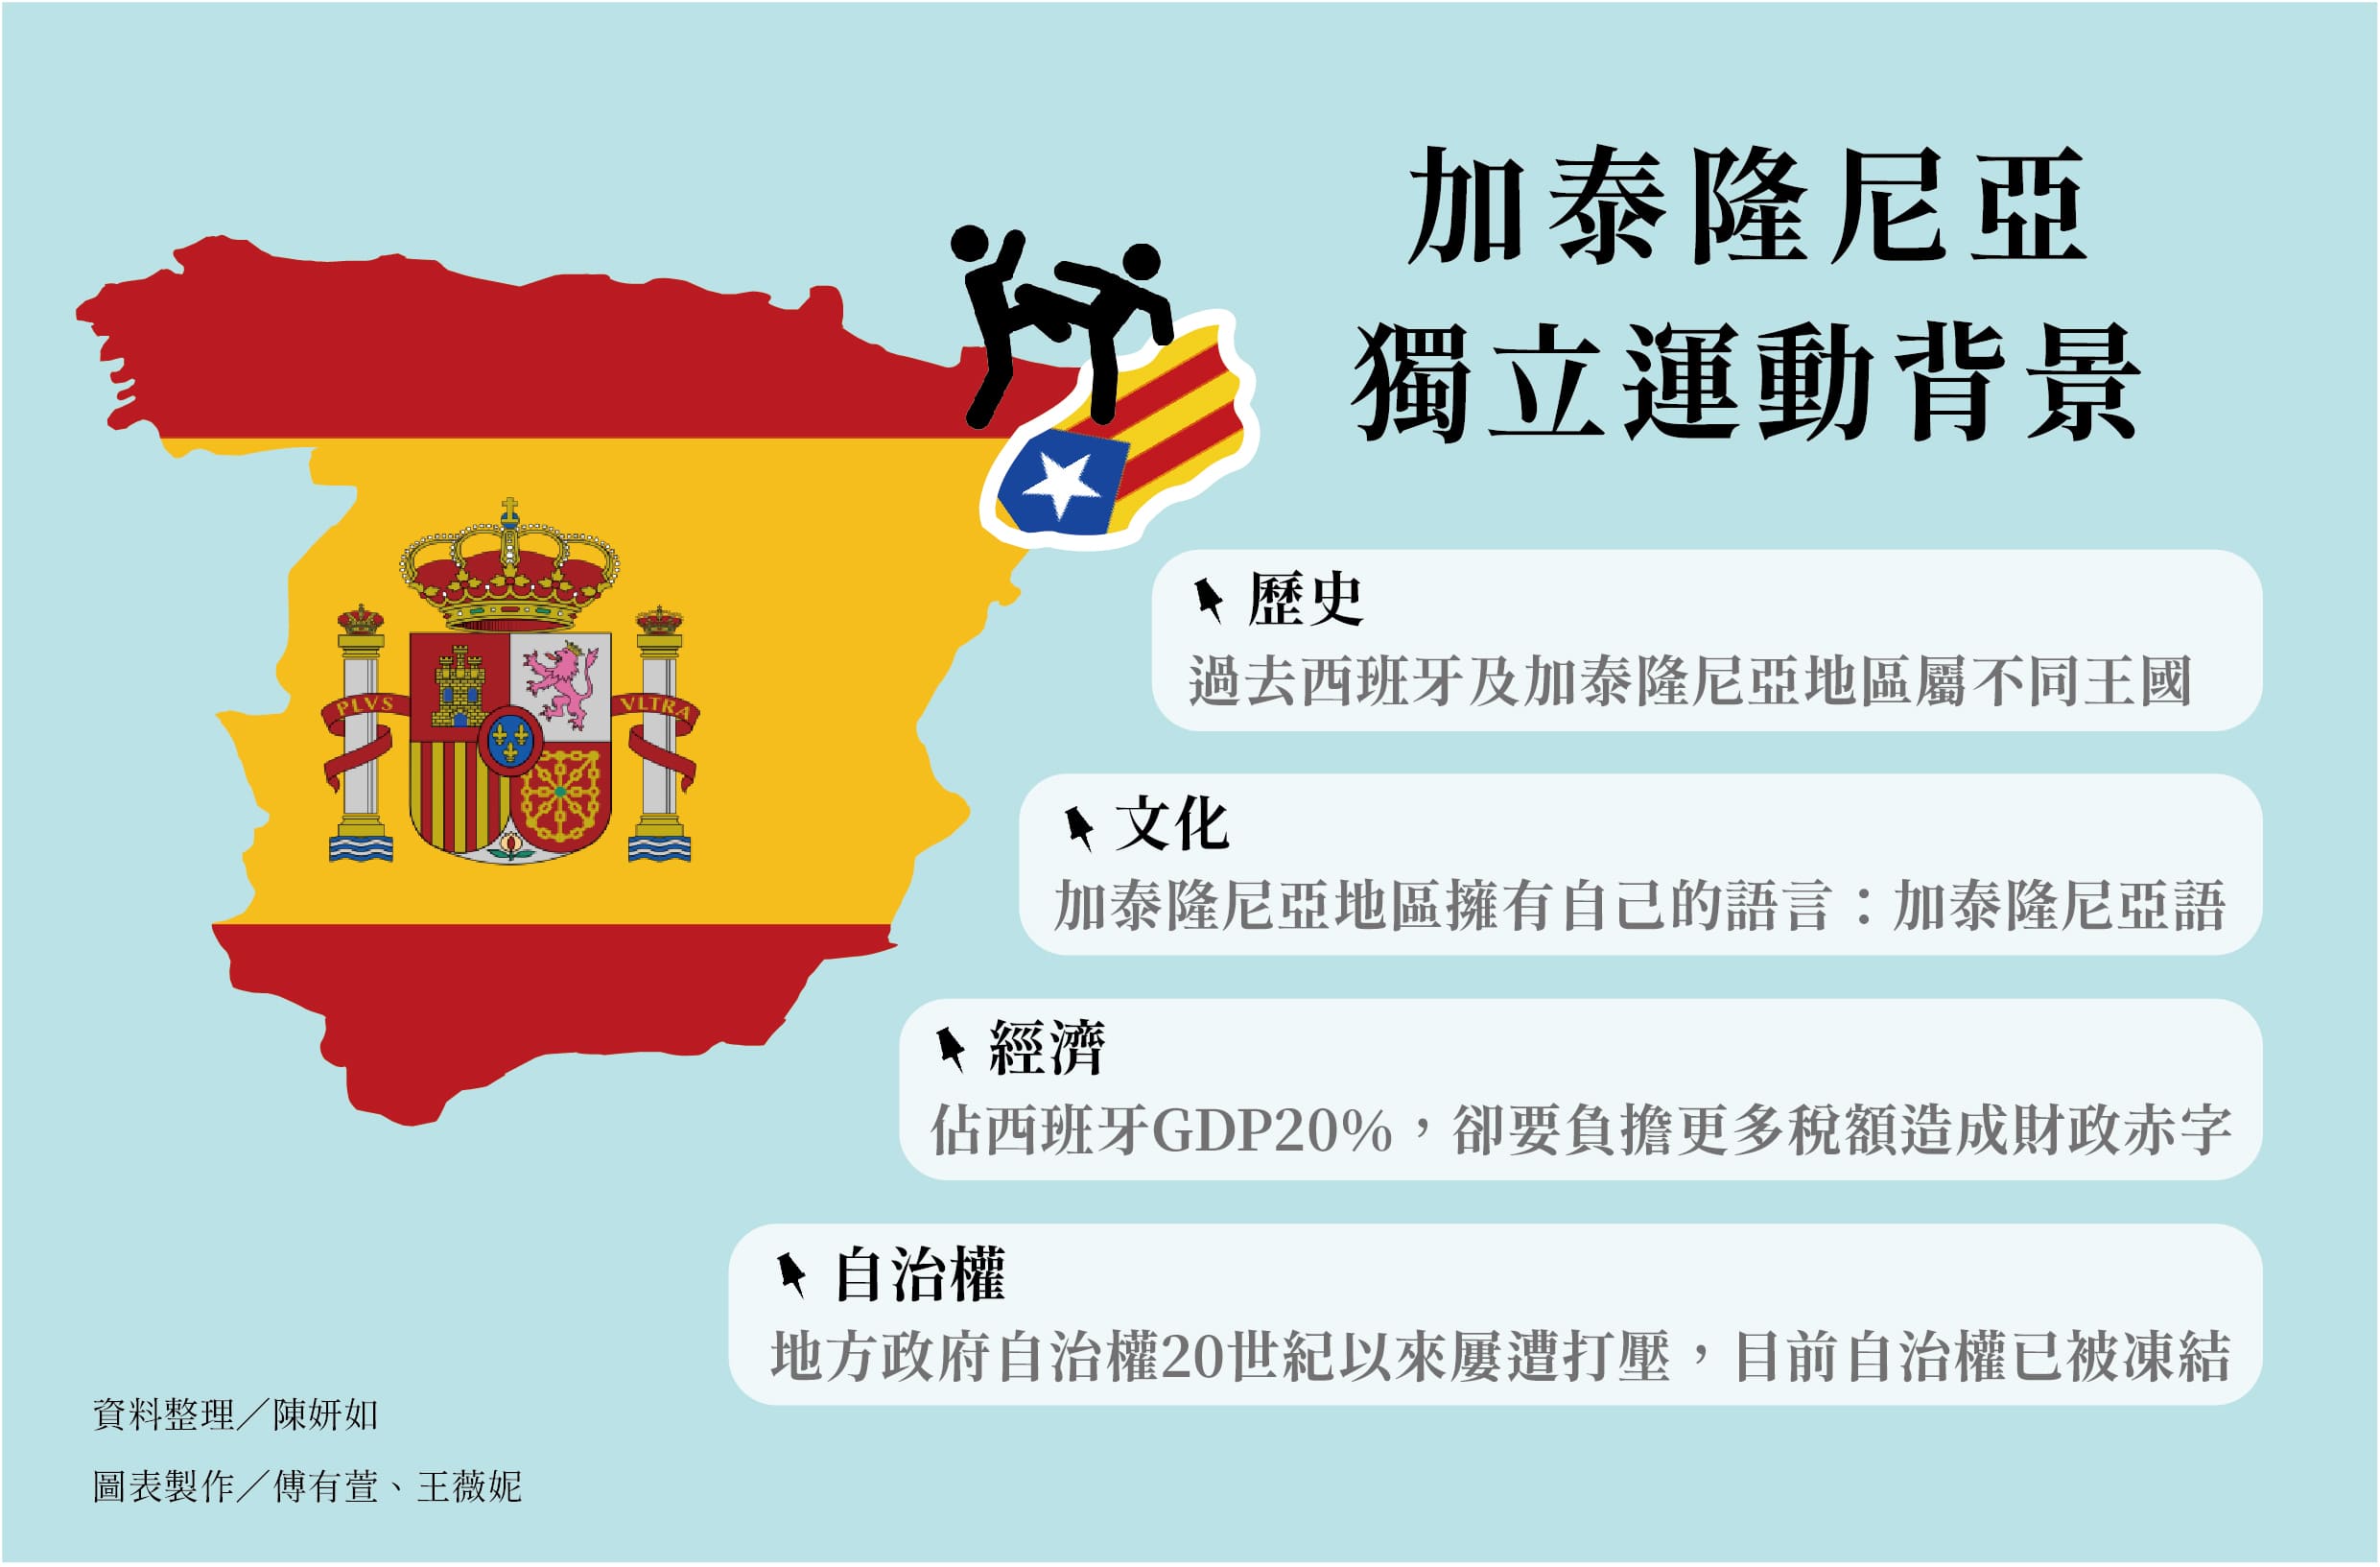 加泰隆尼亞
獨立運動背景
歷史
過去西班牙及加泰隆尼亞地區屬不同王國
PLVS VLTRA
文化
加泰隆尼亞地區擁有自己的語言：加泰隆尼亞語
經濟
佔西班牙GDP20%，卻要負擔更多稅額造成財政赤字
自治權
地方政府自治權20世紀以來屢遭打壓，目前自治權已被凍結
資料整理／陳妍如
圖表製作／傅有萱、王薇妮